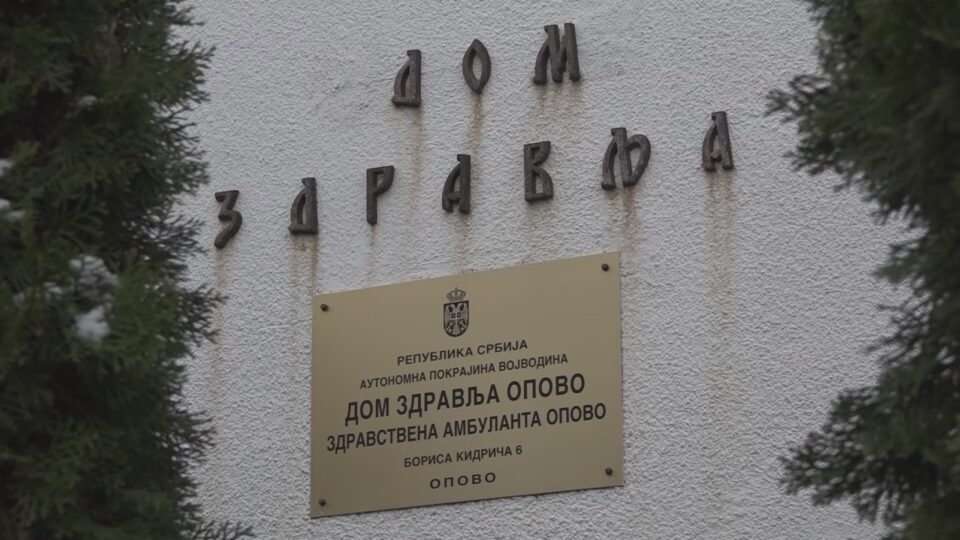 ДОМ
ЗДРАВЉА
РЕПУБЛИКА СРБИЈА
АУТОНОМНА ПОКРАЈИНА ВОЈВОДИНА
ДОМ ЗДРАВЉА ОПОВО
ЗДРАВСТВЕНА АМБУЛАНТА ОПОВО
БОРИСА КИДРИЧА 6
ОПОВО